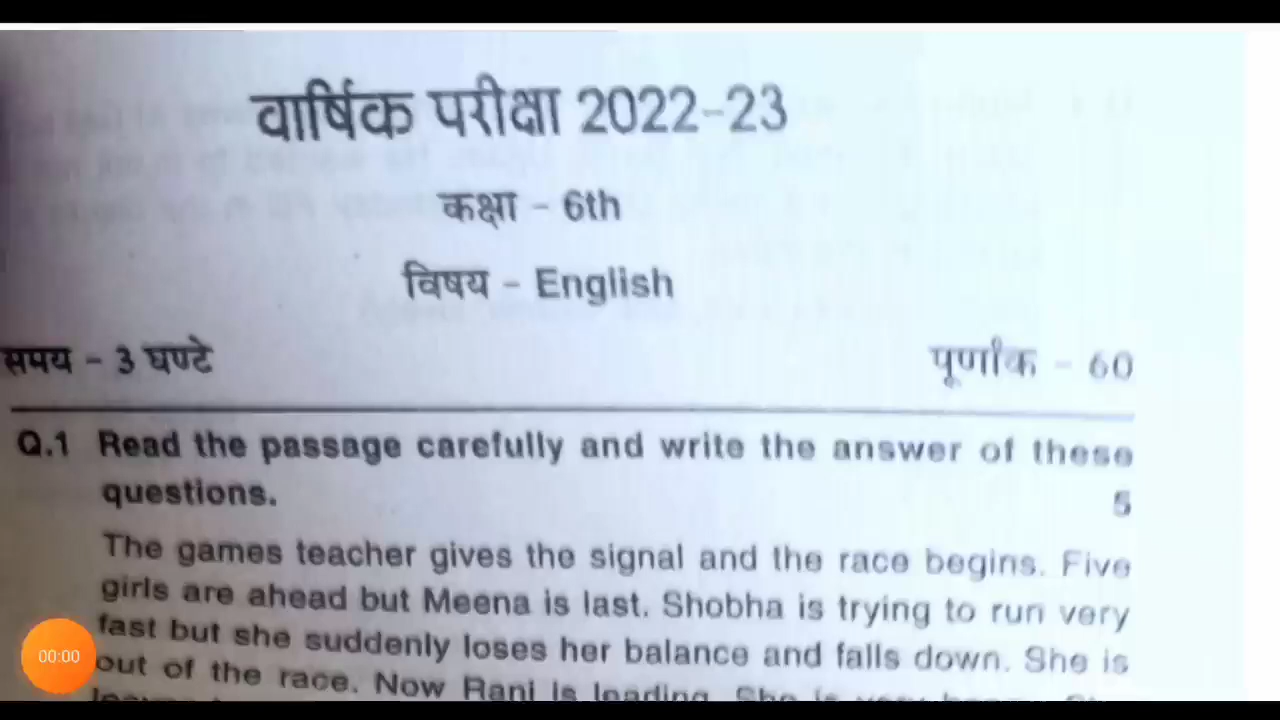 वार्षिक परीक्षा 2022-23
कक्षा - 6th
विषय - English
समय - 3 घण्टे पूर्णांक - 60
Q.1 Read the passage carefully and write the answer of these
questions. 5
The games teacher gives the signal and the race begins. Five
girls are ahead but Meena is last. Shobha is trying to run very
fast but she suddenly loses her balance and falls down. She is
out of the race. Now Rani is leading. She is very
00:00